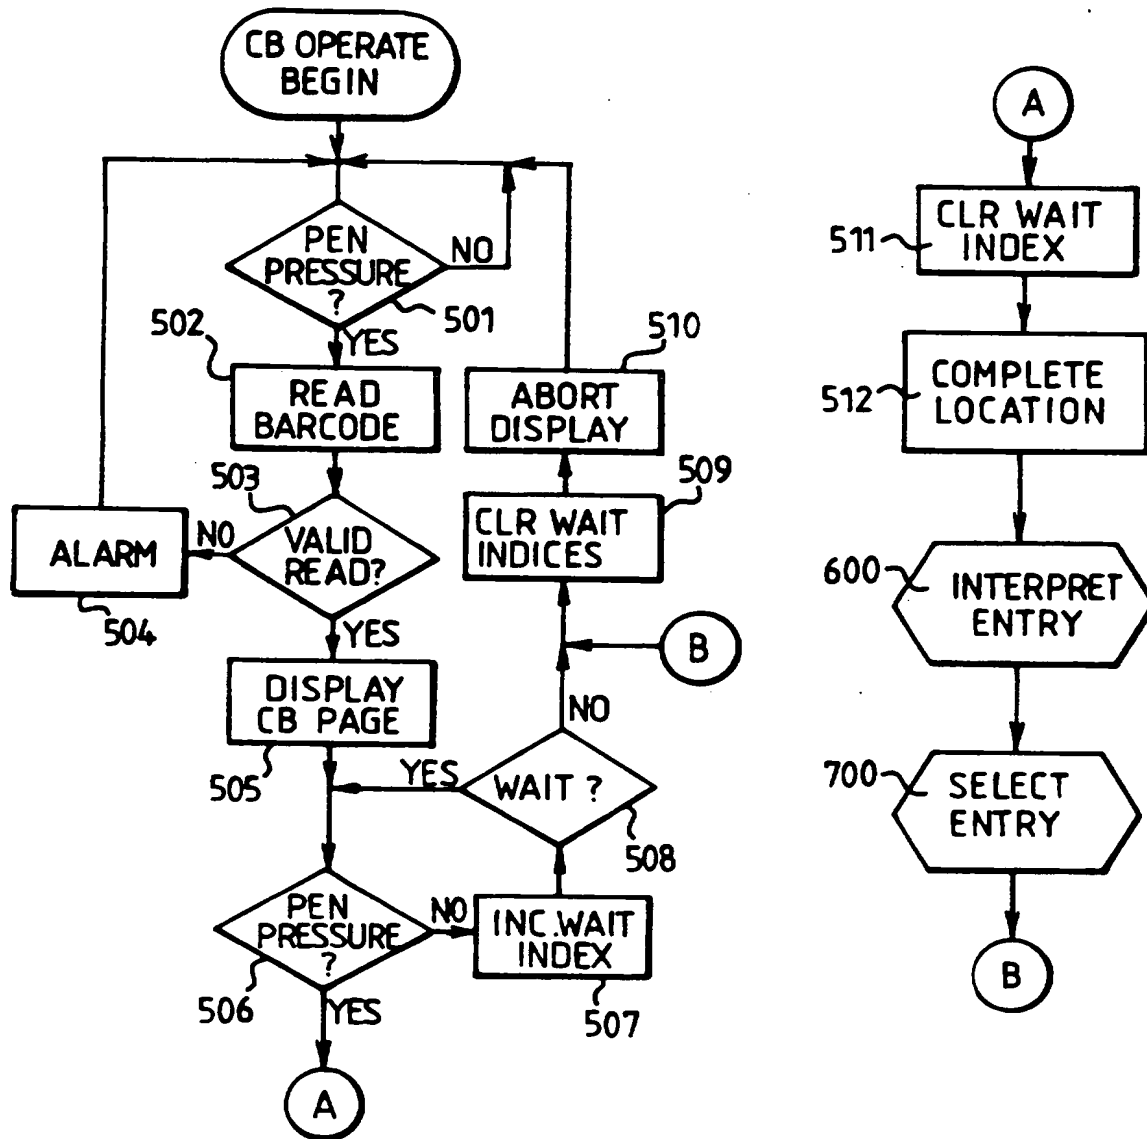 CB OPERATE
BEGIN
PEN
PRESSURE
?
NO
501
YES
502
READ
BARCODE
503
VALID
READ?
NO
ALARM
504
YES
DISPLAY
CB PAGE
505
PEN
PRESSURE
?
506
NO
YES
A
INC.WAIT
INDEX
507
WAIT ?
YES
508
NO
B
CLR WAIT
INDICES
509
ABORT
DISPLAY
510
A
CLR WAIT
INDEX
511
COMPLETE
LOCATION
512
INTERPRET
ENTRY
600
SELECT
ENTRY
700
B